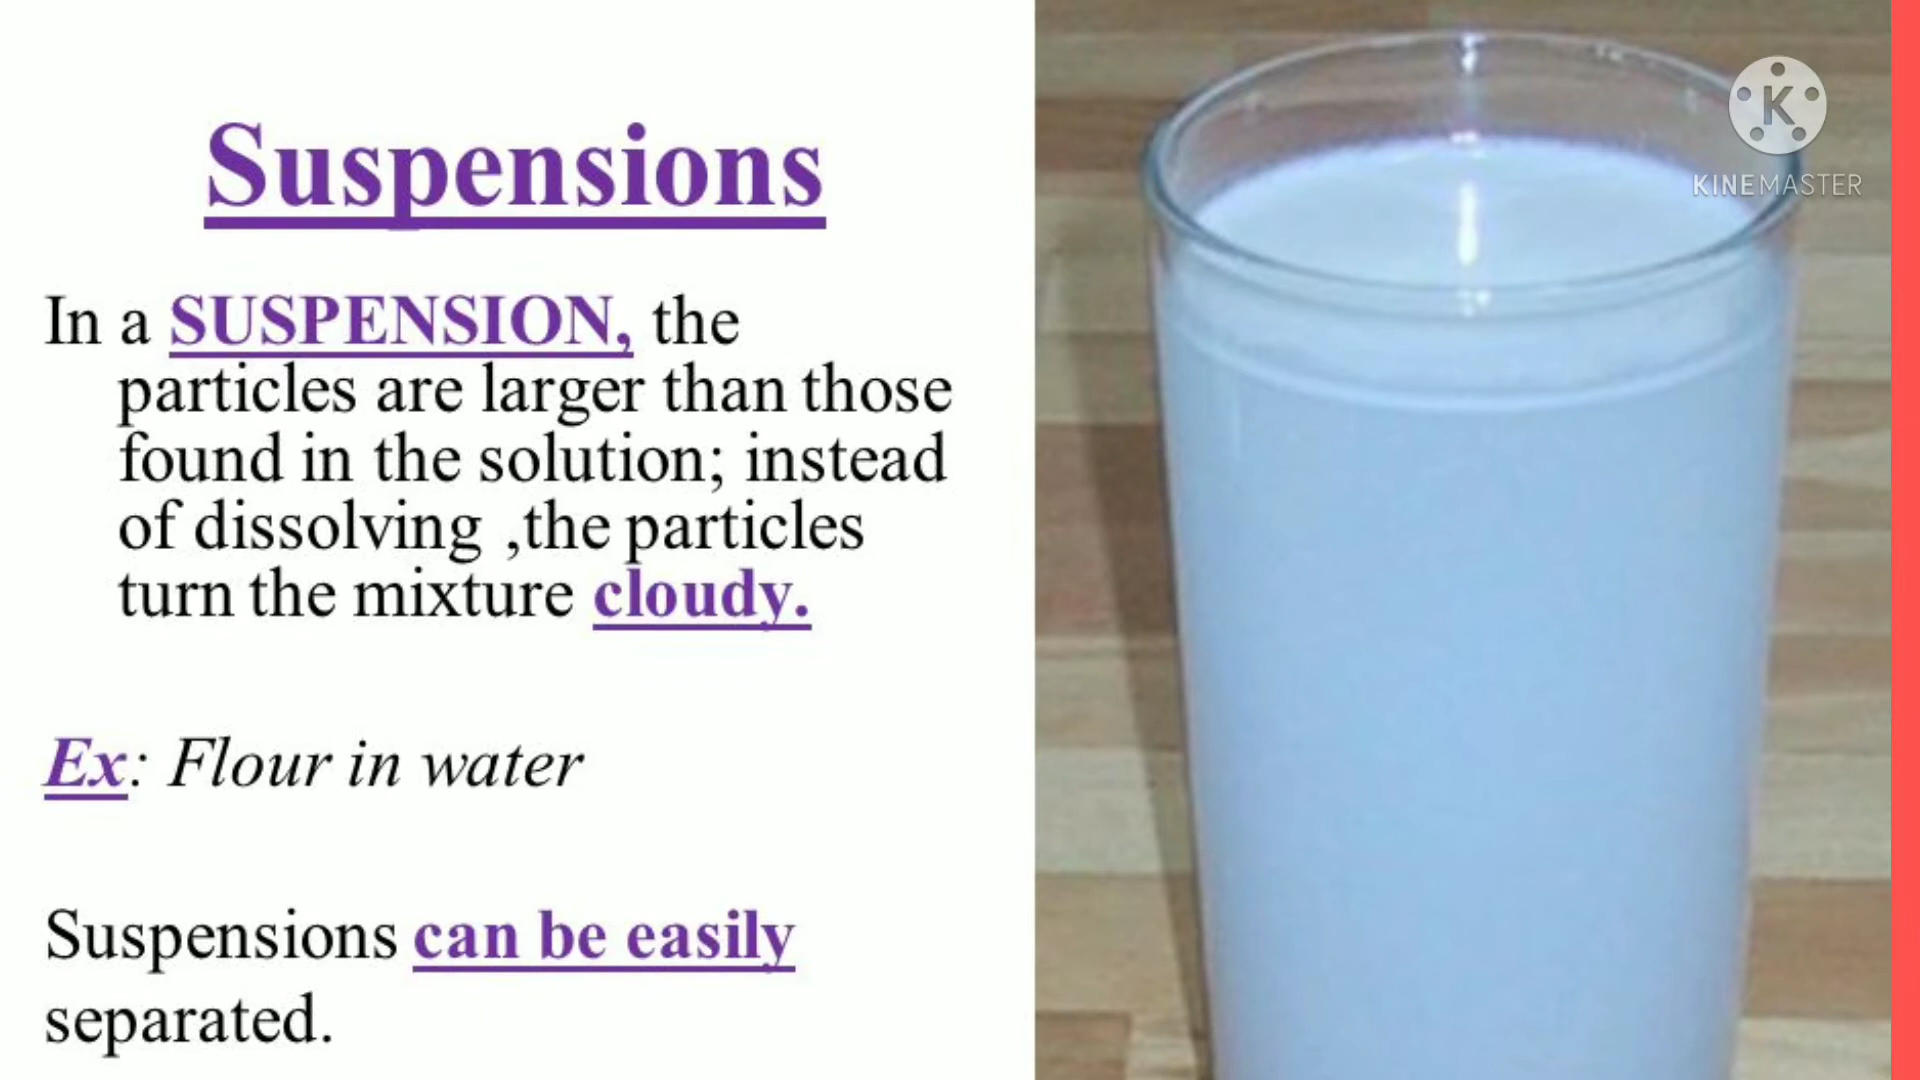 Suspensions
In a SUSPENSION, the
particles are larger than those
found in the solution; instead
of dissolving ,the particles
turn the mixture cloudy.
Ex: Flour in water
Suspensions can be easily
separated.
K
KINEMASTER